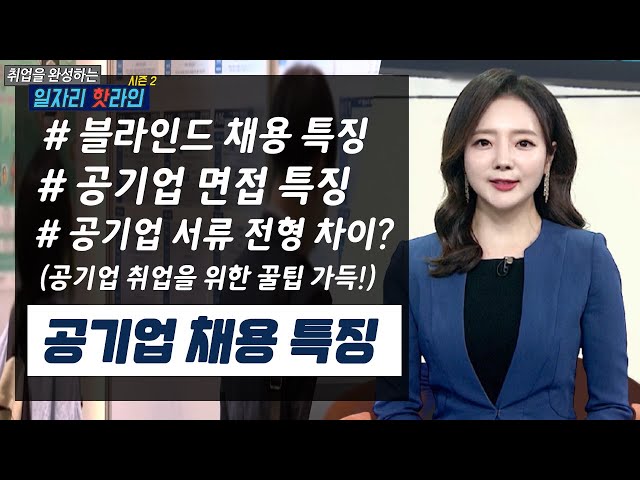 취업을 완성하는
시즌 2
일자리 핫라인
# 블라인드 채용 특징
# 공기업 면접 특징
# 공기업 서류 전형 차이?
(공기업 취업을 위한 꿀팁 가득!)
공기업 채용 특징